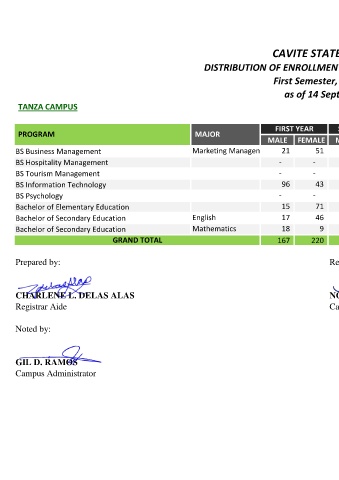 CAVITE STATE
DISTRIBUTION OF ENROLLMEN
First Semester,
as of 14 Sept
TANZA CAMPUS
PROGRAM MAJOR FIRST YEAR
MALE FEMALE
BS Business Management Marketing Managen 21 51
BS Hospitality Management - -
BS Tourism Management - -
BS Information Technology 96 43
BS Psychology - -
Bachelor of Elementary Education 15 71
Bachelor of Secondary Education English 17 46
Bachelor of Secondary Education Mathematics 18 9
GRAND TOTAL 167 220
Prepared by: Re
CHARLENE L. DELAS ALAS NO
Registrar Aide Ca
Noted by:
GIL D. RAMOS
Campus Administrator